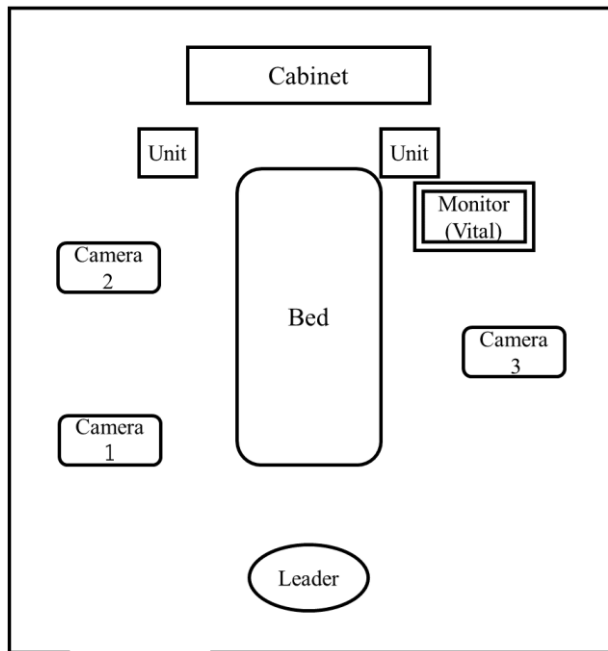 Cabinet
Unit
Unit
Monitor
(Vital)
Camera
2
Bed
Camera
3
Camera
1
Leader